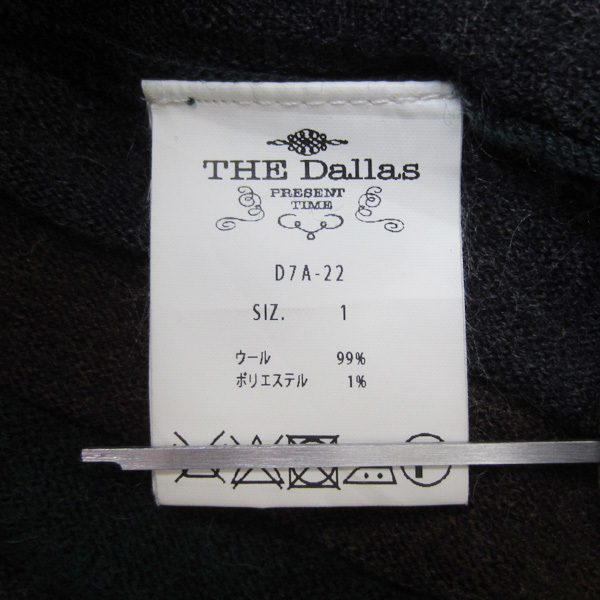 THE Dallas
PRESENT
TIME
D7A-22
SIZ. 1
ウール 99%
ポリエステル 1%